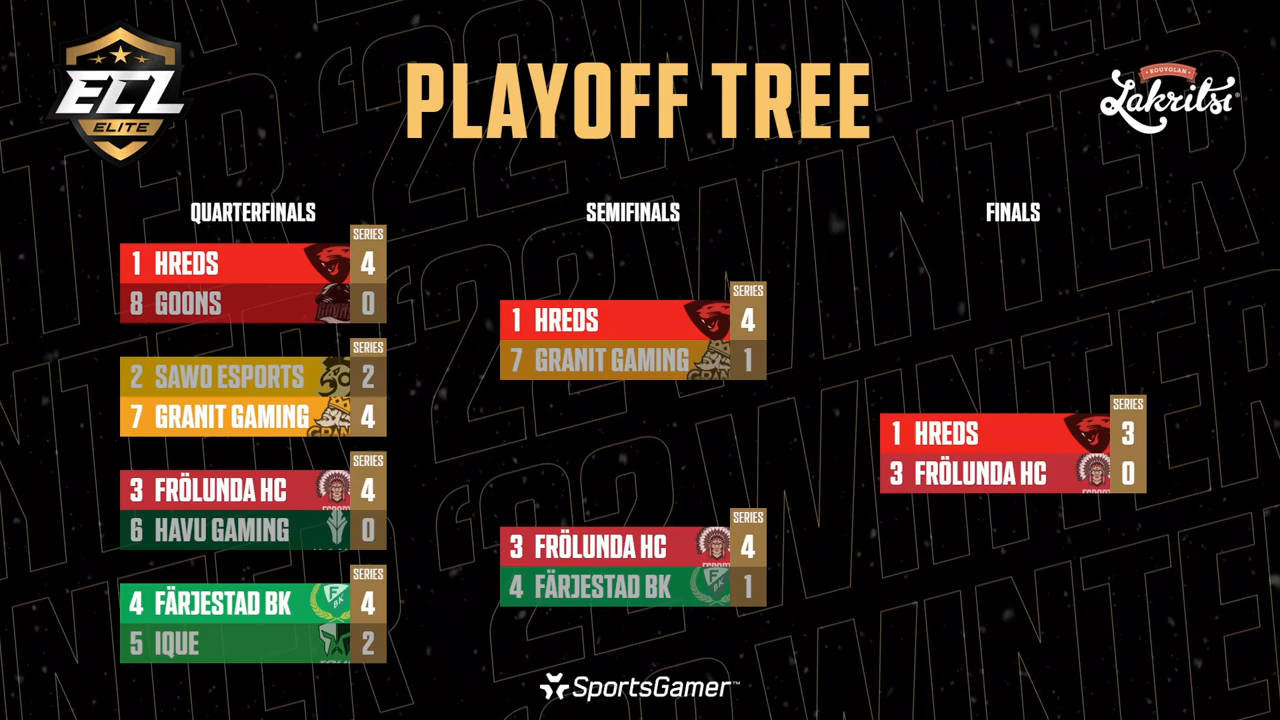 ECL
ELITE
PLAYOFF TREE
KOUVOLAN
Lakritsi
QUARTERFINALS
SERIES
1 HREDS 4
8 GOONS 0
SERIES
2 SAWO ESPORTS 2
7 GRANIT GAMING 4
SERIES
3 FRÖLUNDA HC 4
6 HAVU GAMING 0
SERIES
4 FÄRJESTAD BK 4
5 IQUE 2
SEMIFINALS
SERIES
1 HREDS 4
7 GRANIT GAMING 1
SERIES
3 FRÖLUNDA HC 4
4 FÄRJESTAD BK 1
FINALS
SERIES
1 HREDS 3
3 FRÖLUNDA HC 0
SportsGamer™
'22 WINTER